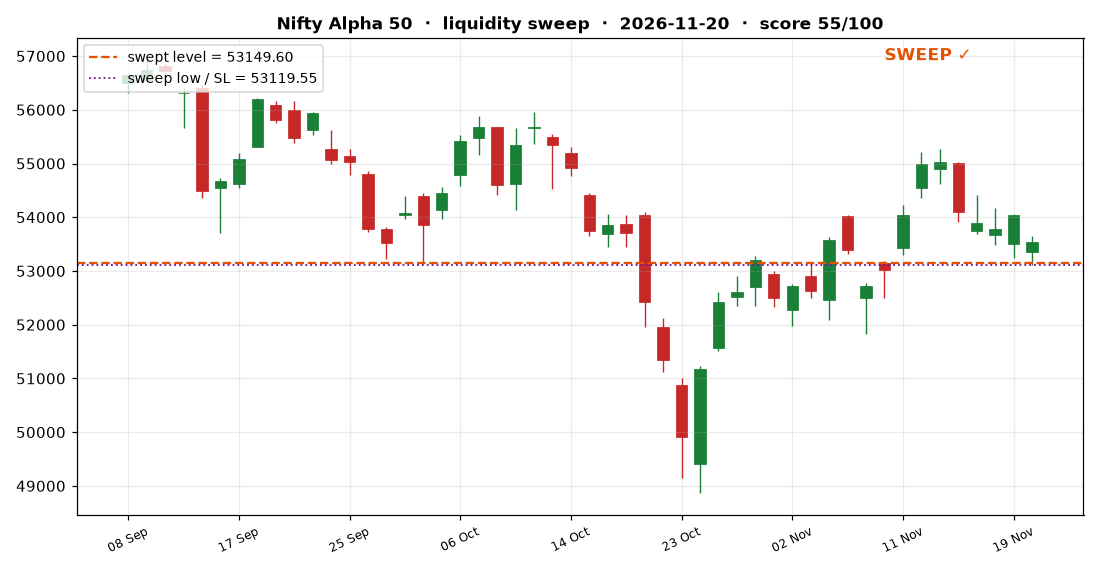 Nifty Alpha 50 · liquidity sweep · 2026-11-20 · score 55/100
swept level = 53149.60
sweep low / SL = 53119.55
SWEEP ✓
57000
56000
55000
54000
53000
52000
51000
50000
49000
08 Sep
17 Sep
25 Sep
06 Oct
14 Oct
23 Oct
02 Nov
11 Nov
19 Nov